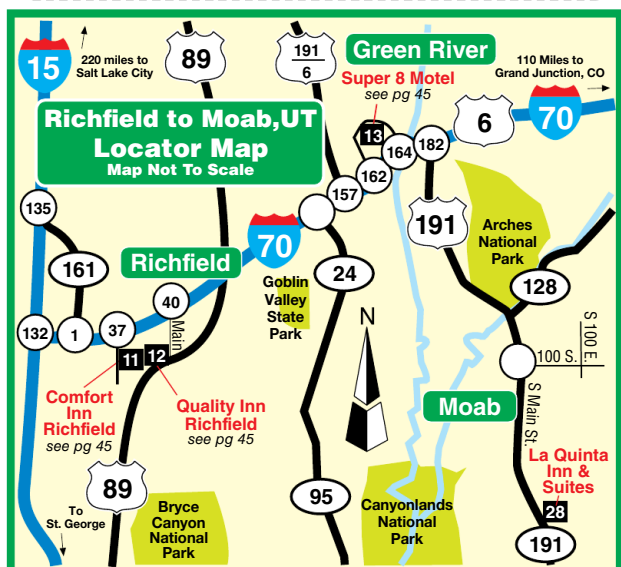 15
220 miles to
Salt Lake City
89
191
6
Green River
Super 8 Motel
see pg 45
13
110 Miles to
Grand Junction, CO
6
70
Richfield to Moab,UT
Locator Map
Map Not To Scale
164
182
162
157
135
161
191
Arches
National
Park
70
Richfield
24
128
Goblin
Valley
State
Park
40
Main
N
132
1
37
11
12
S 100 E.
100 S.
Comfort
Inn
Richfield
see pg 45
Quality Inn
Richfield
see pg 45
Moab
S Main St.
La Quinta
Inn &
Suites
28
89
95
To
St. George
Bryce
Canyon
National
Park
Canyonlands
National
Park
191